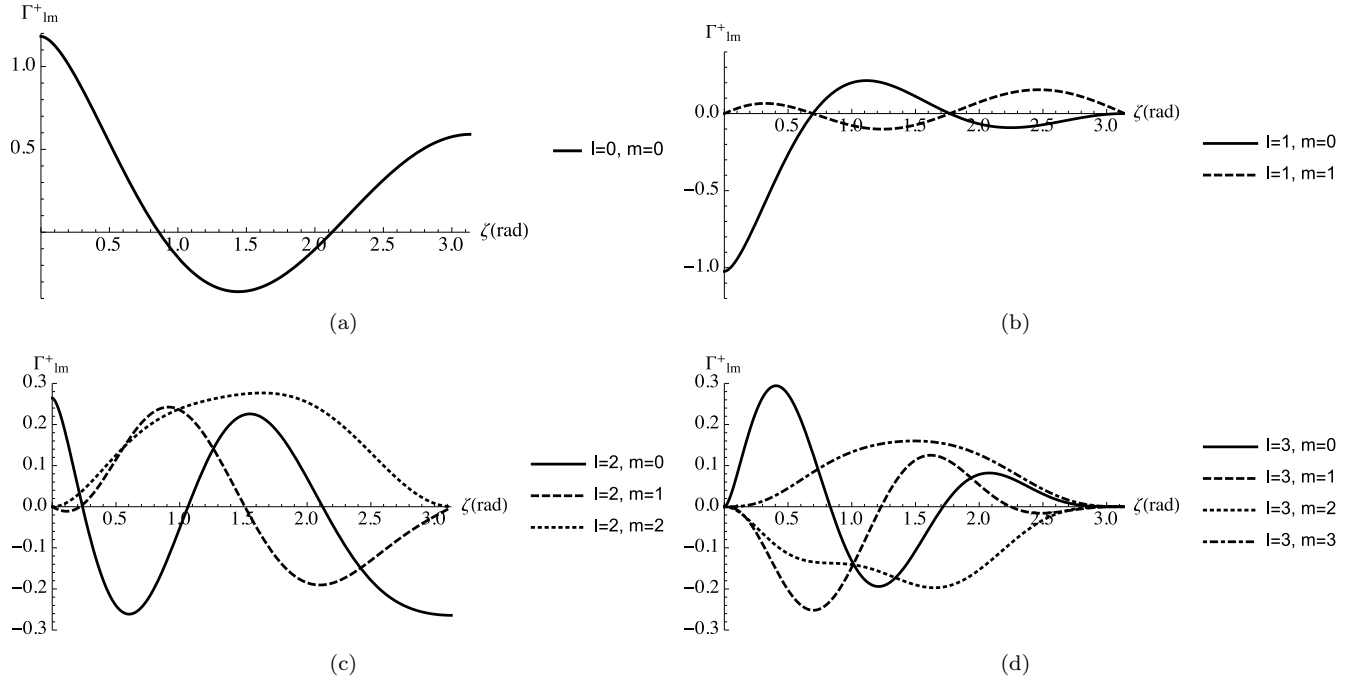 Γ⁺ₗₘ
1.0
0.5
0.5 1.0 1.5 2.0 2.5 3.0
ζ(rad)
l=0, m=0
(a)
Γ⁺ₗₘ
0.0
−0.5
−1.0
0.5 1.0 1.5 2.0 2.5 3.0
ζ(rad)
l=1, m=0
l=1, m=1
(b)
Γ⁺ₗₘ
0.3
0.2
0.1
0.0
−0.1
−0.2
−0.3
0.5 1.0 1.5 2.0 2.5 3.0
ζ(rad)
l=2, m=0
l=2, m=1
l=2, m=2
(c)
Γ⁺ₗₘ
0.3
0.2
0.1
0.0
−0.1
−0.2
−0.3
0.5 1.0 1.5 2.0 2.5 3.0
ζ(rad)
l=3, m=0
l=3, m=1
l=3, m=2
l=3, m=3
(d)